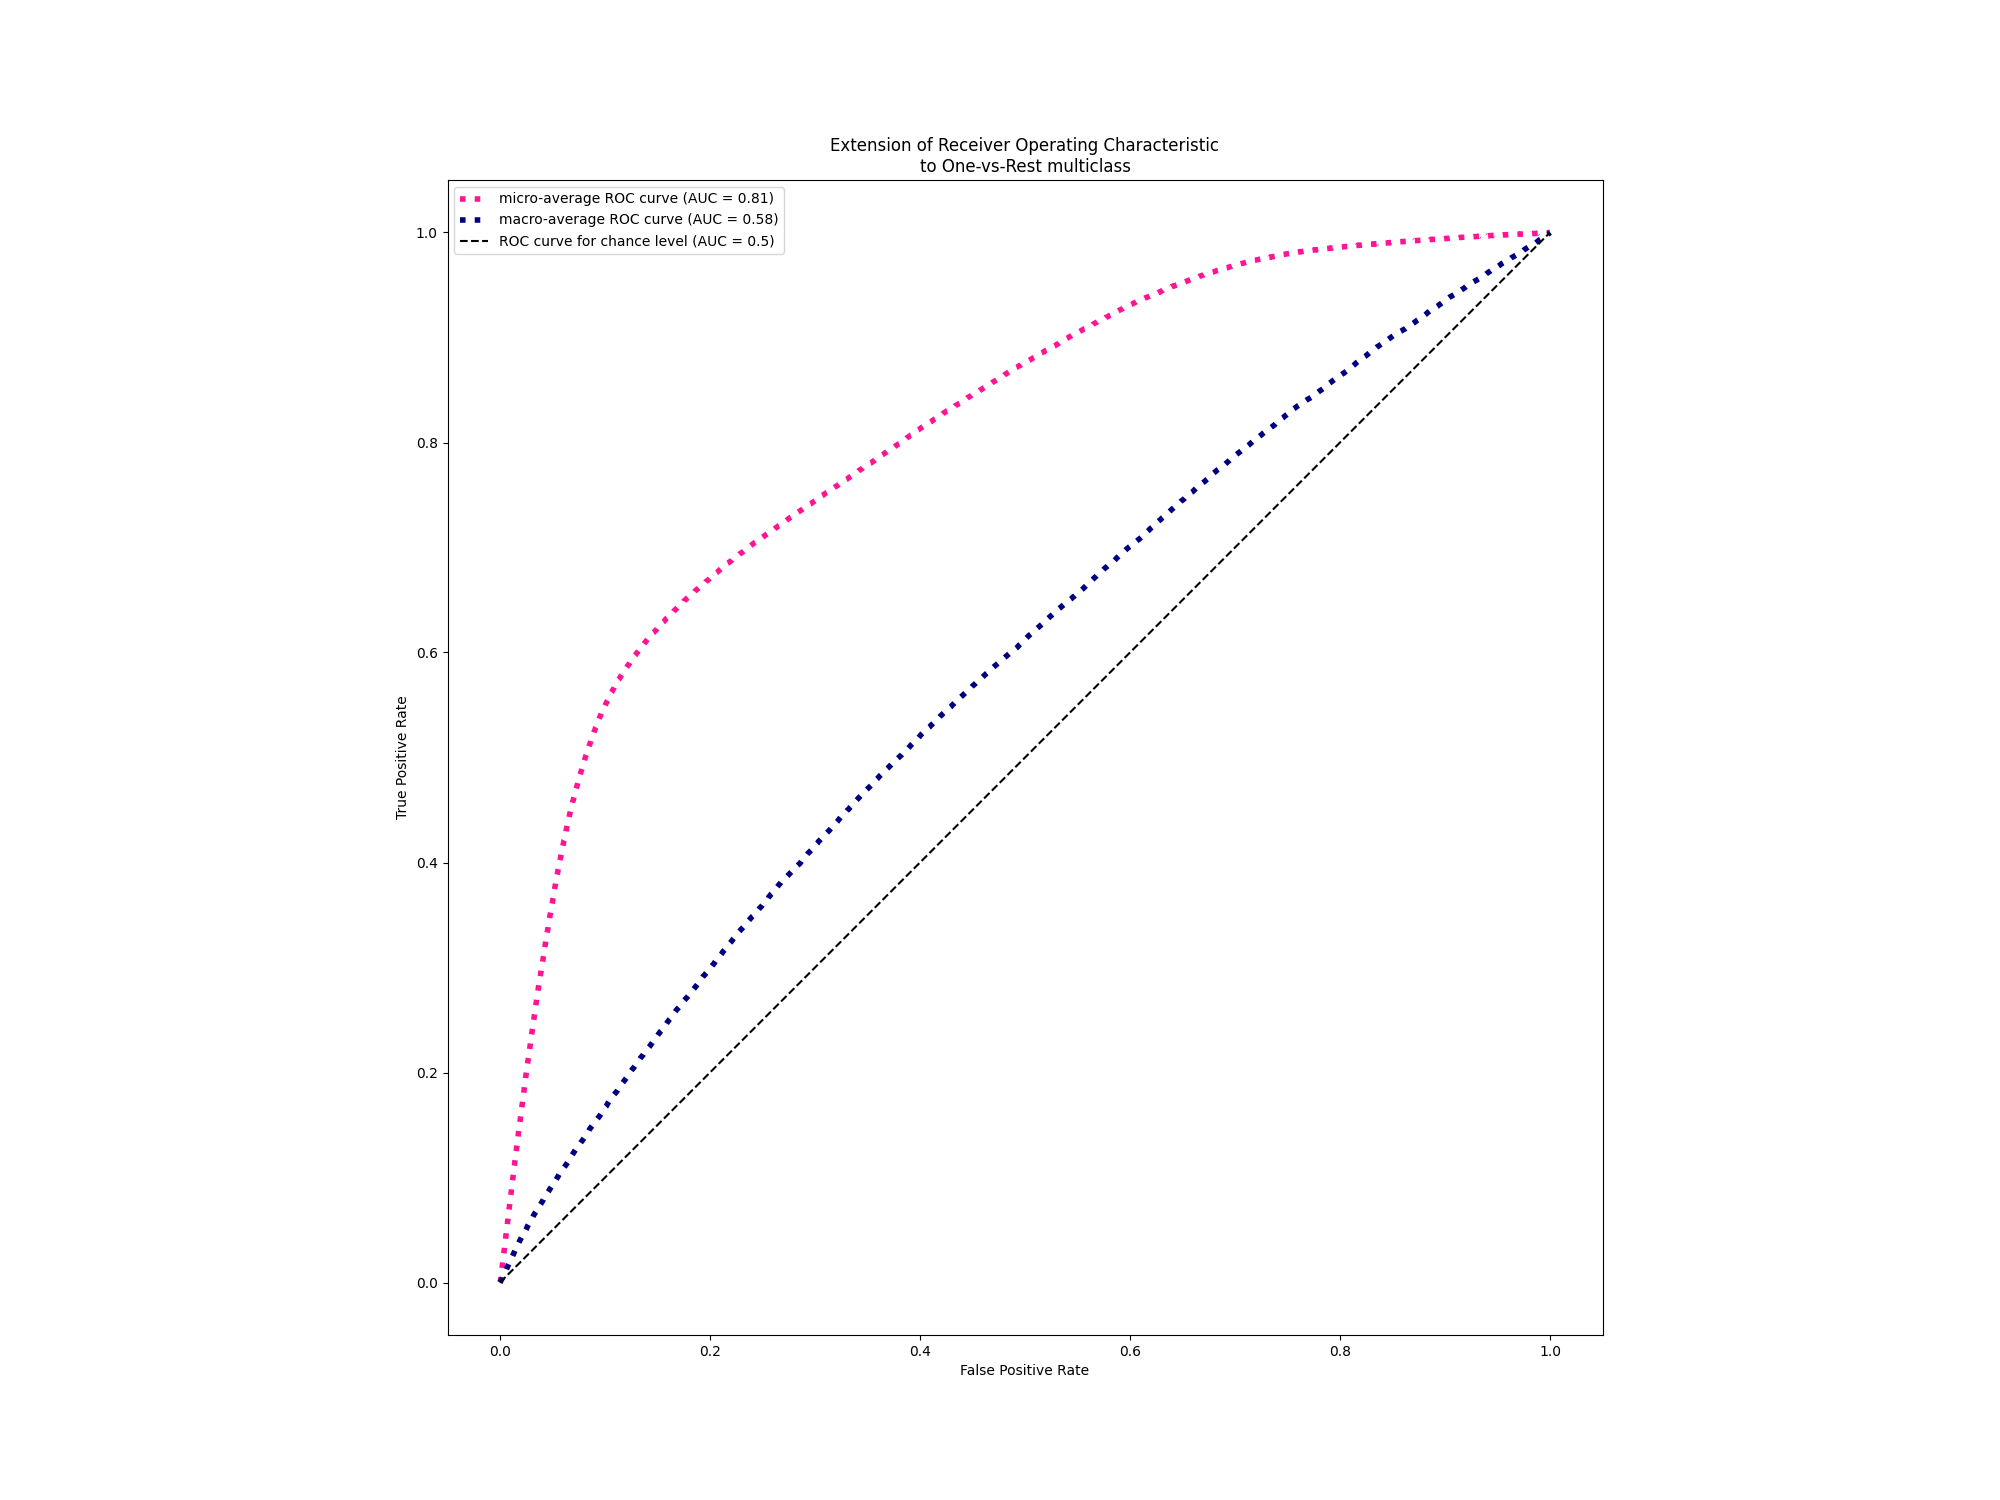 Extension of Receiver Operating Characteristic
to One-vs-Rest multiclass
micro-average ROC curve (AUC = 0.81)
macro-average ROC curve (AUC = 0.58)
ROC curve for chance level (AUC = 0.5)
1.0
0.8
0.6
0.4
0.2
0.0
True Positive Rate
0.0 0.2 0.4 0.6 0.8 1.0
False Positive Rate